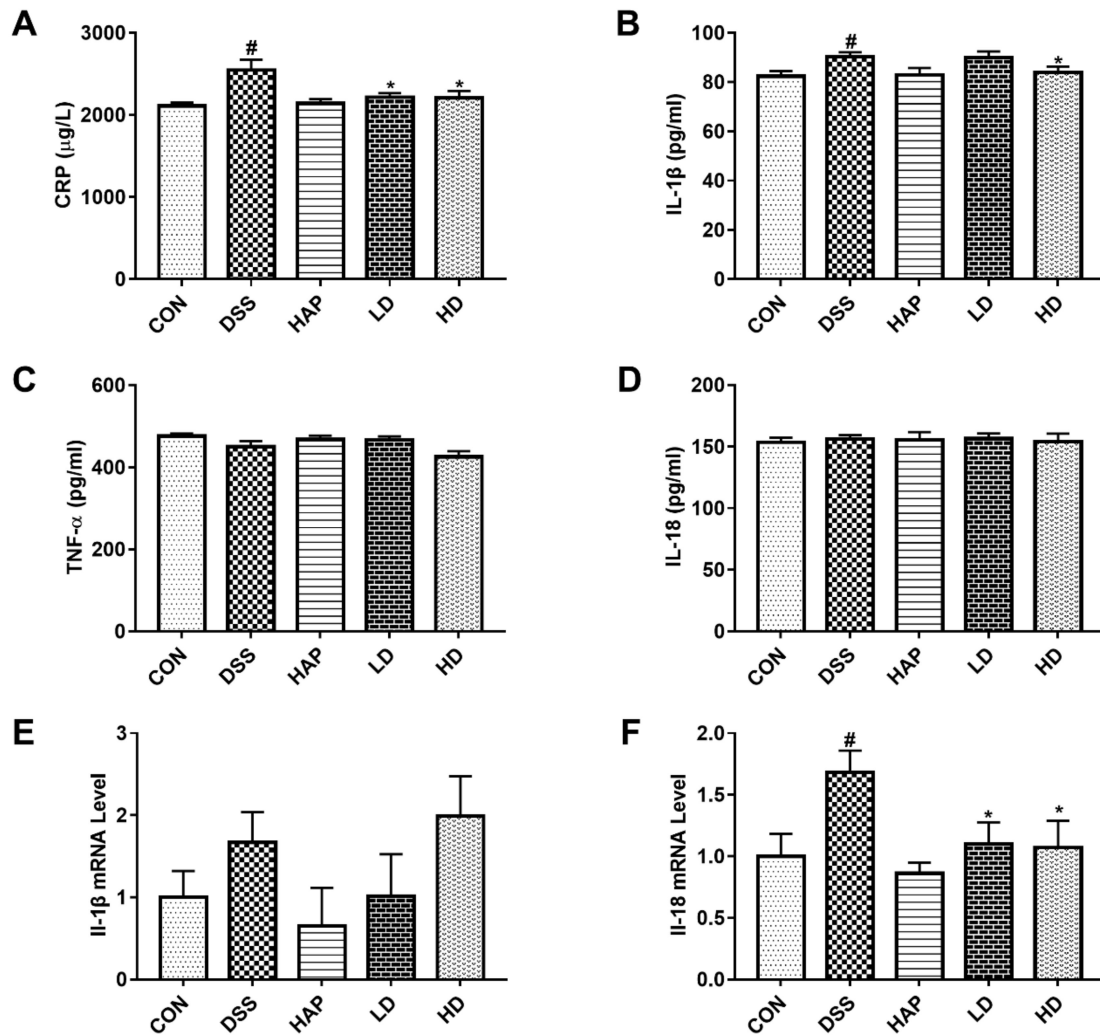 A
CRP (μg/L)
3000
2000
1000
0
#
*
*
CON
DSS
HAP
LD
HD
B
IL-1β (pg/ml)
100
80
60
40
20
0
#
*
CON
DSS
HAP
LD
HD
C
TNF-α (pg/ml)
600
400
200
0
CON
DSS
HAP
LD
HD
D
IL-18 (pg/ml)
200
150
100
50
0
CON
DSS
HAP
LD
HD
E
Il-1β mRNA Level
3
2
1
0
CON
DSS
HAP
LD
HD
F
Il-18 mRNA Level
2.0
1.5
1.0
0.5
0.0
#
*
*
CON
DSS
HAP
LD
HD